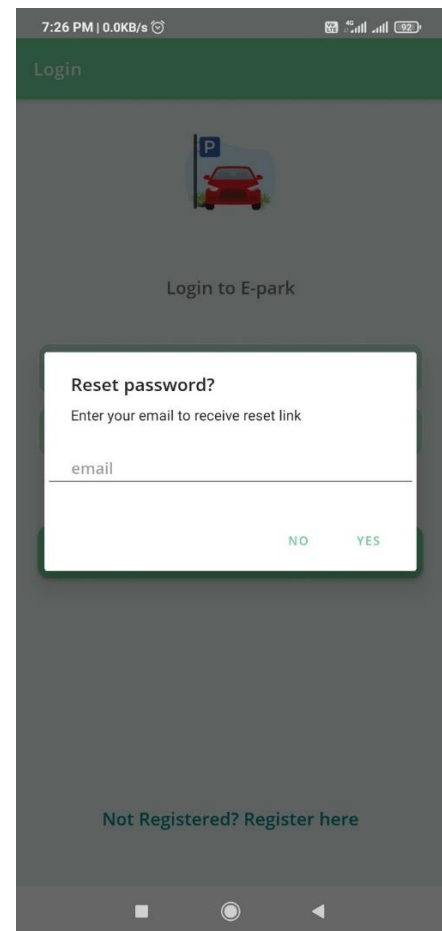 7:26 PM | 0.0KB/s
4G
92
Login
P
Login to E-park
Reset password?
Enter your email to receive reset link
email
NO YES
Not Registered? Register here